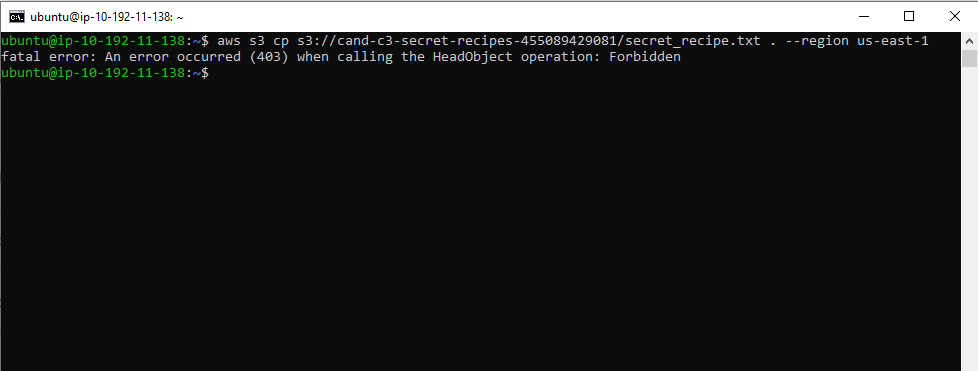 ubuntu@ip-10-192-11-138: ~
ubuntu@ip-10-192-11-138:~$ aws s3 cp s3://cand-c3-secret-recipes-455089429081/secret_recipe.txt . --region us-east-1
fatal error: An error occurred (403) when calling the HeadObject operation: Forbidden
ubuntu@ip-10-192-11-138:~$